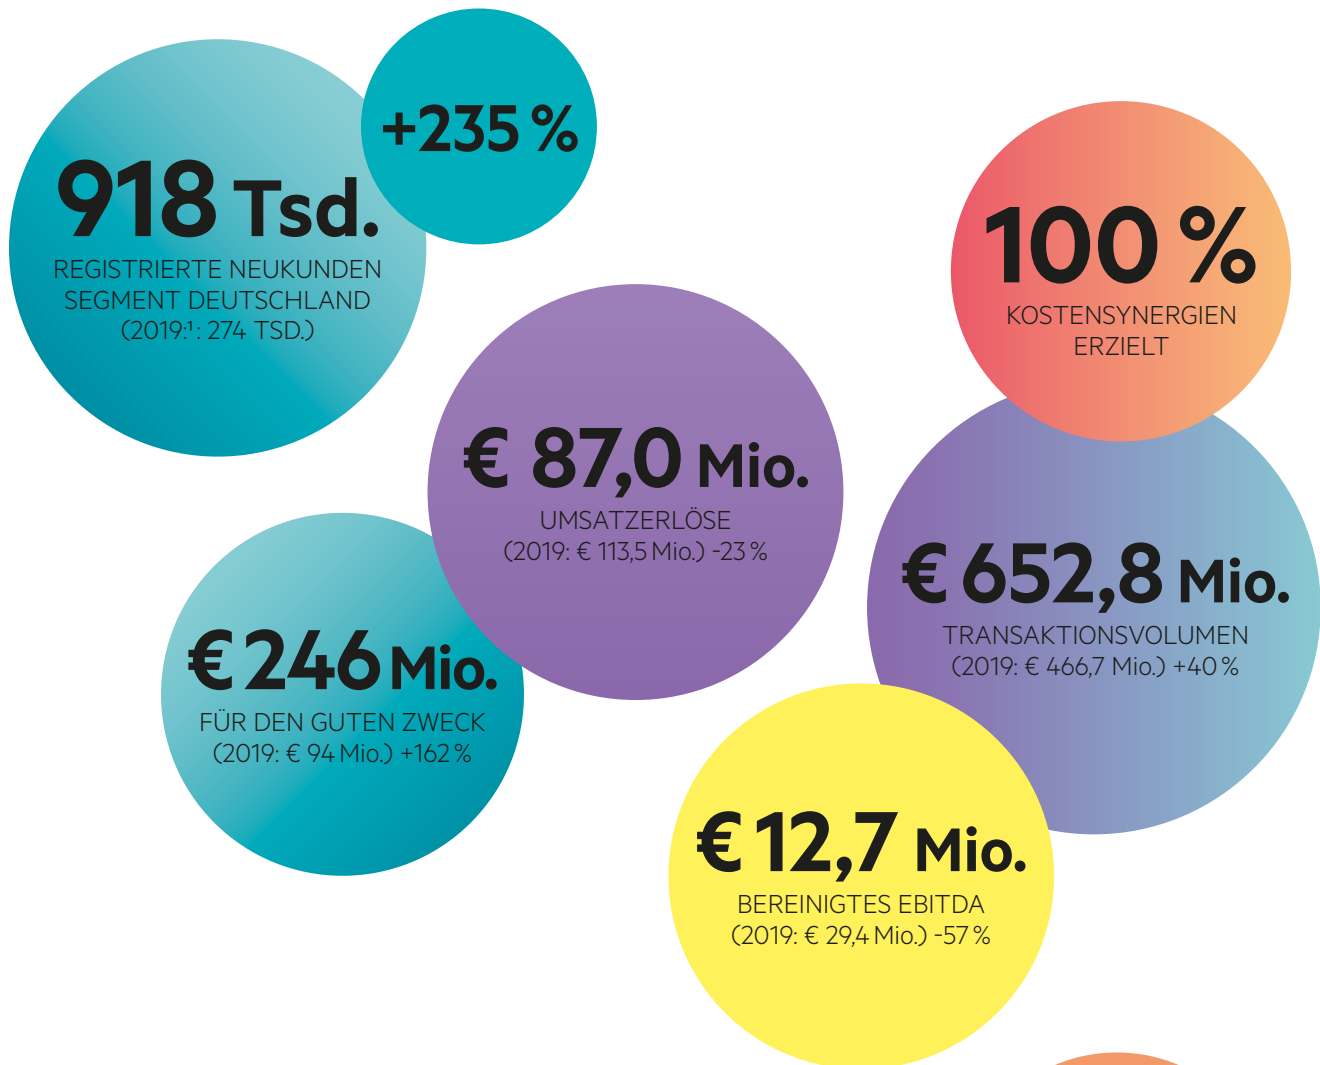 +235 %
918 Tsd.
REGISTRIERTE NEUKUNDEN
SEGMENT DEUTSCHLAND
(2019:¹: 274 TSD.)
100 %
KOSTENSYNERGIEN
ERZIELT
€ 87,0 Mio.
UMSATZERLÖSE
(2019: € 113,5 Mio.) -23 %
€ 652,8 Mio.
TRANSAKTIONSVOLUMEN
(2019: € 466,7 Mio.) +40 %
€ 246 Mio.
FÜR DEN GUTEN ZWECK
(2019: € 94 Mio.) +162 %
€ 12,7 Mio.
BEREINIGTES EBITDA
(2019: € 29,4 Mio.) -57 %